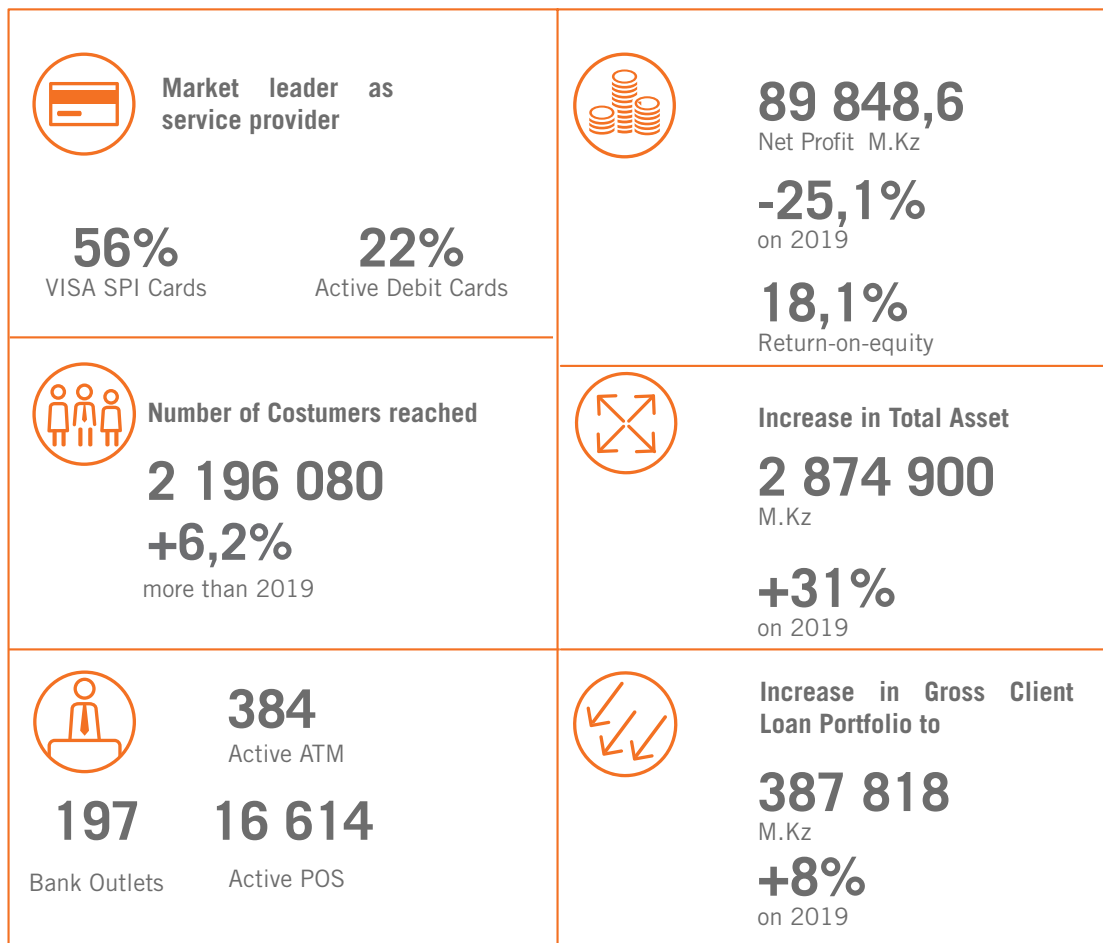 Market leader as
service provider
56%
VISA SPI Cards
22%
Active Debit Cards
89 848,6
Net Profit M.Kz
-25,1%
on 2019
18,1%
Return-on-equity
Number of Costumers reached
2 196 080
+6,2%
more than 2019
Increase in Total Asset
2 874 900
M.Kz
+31%
on 2019
384
Active ATM
197
Bank Outlets
16 614
Active POS
Increase in Gross Client
Loan Portfolio to
387 818
M.Kz
+8%
on 2019